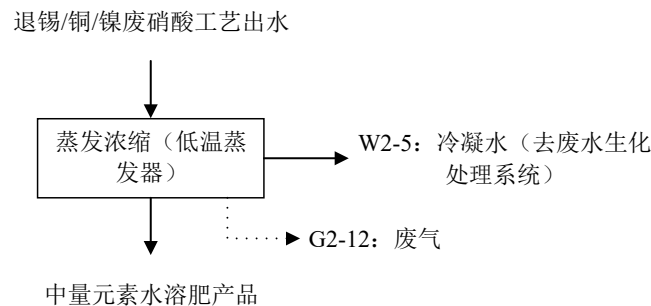 退锡/铜/镍废硝酸工艺出水
蒸发浓缩（低温蒸
发器）
W2-5：冷凝水（去废水生化
处理系统）
G2-12：废气
中量元素水溶肥产品